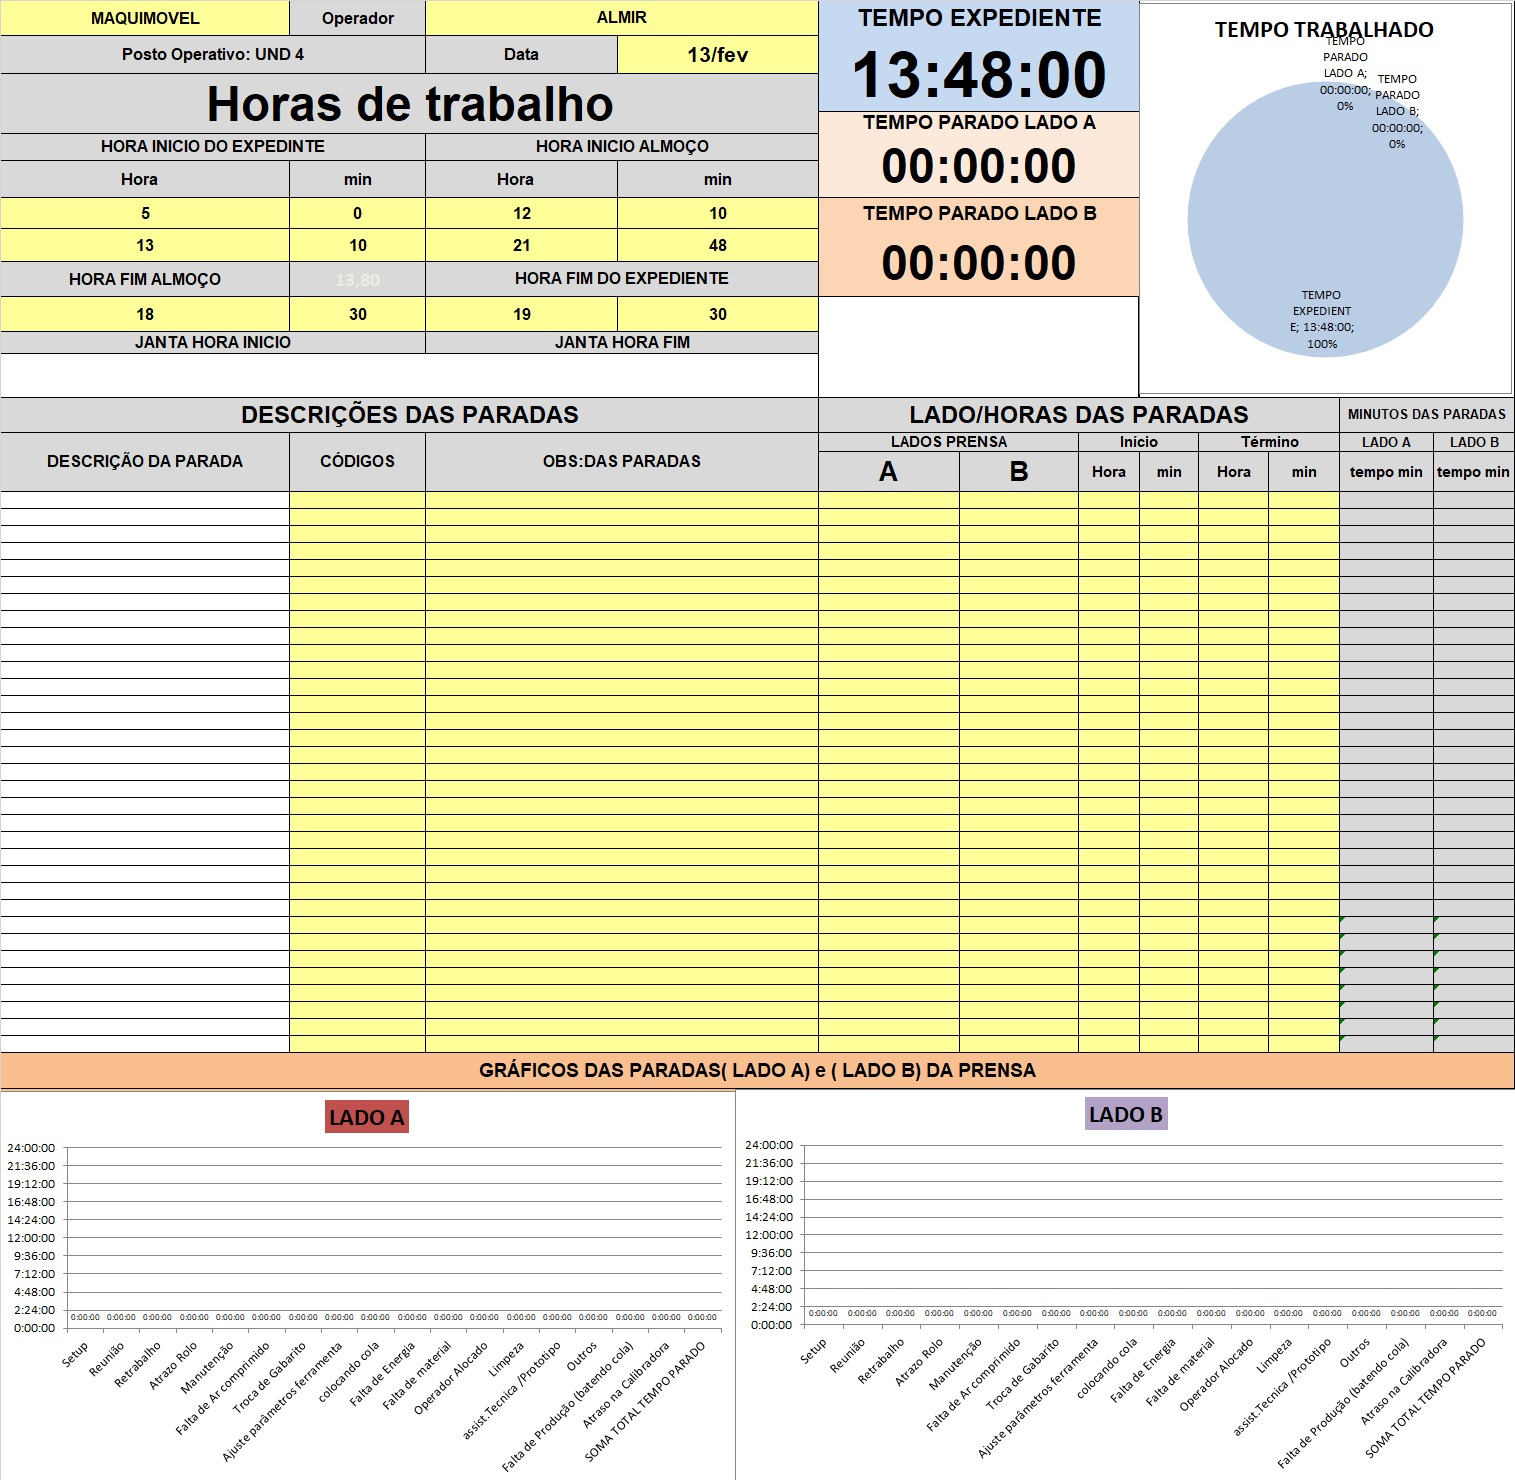 MAQUIMOVEL Operador ALMIR
Posto Operativo: UND 4 Data 13/fev
Horas de trabalho
HORA INICIO DO EXPEDINTE HORA INICIO ALMOÇO
Hora min Hora min
5 0 12 10
13 10 21 48
HORA FIM ALMOÇO 13,80 HORA FIM DO EXPEDIENTE
18 30 19 30
JANTA HORA INICIO JANTA HORA FIM
TEMPO EXPEDIENTE
13:48:00
TEMPO PARADO LADO A
00:00:00
TEMPO PARADO LADO B
00:00:00
TEMPO TRABALHADO
TEMPO
PARADO
LADO A;
00:00:00;
0%
TEMPO
PARADO
LADO B;
00:00:00;
0%
TEMPO
EXPEDIENT
E; 13:48:00;
100%
DESCRIÇÕES DAS PARADAS LADO/HORAS DAS PARADAS MINUTOS DAS PARADAS
DESCRIÇÃO DA PARADA CÓDIGOS OBS:DAS PARADAS
LADOS PRENSA Início Término LADO A LADO B
A B Hora min Hora min tempo min tempo min
GRÁFICOS DAS PARADAS( LADO A) e ( LADO B) DA PRENSA
LADO A
24:00:00
21:36:00
19:12:00
16:48:00
14:24:00
12:00:00
9:36:00
7:12:00
4:48:00
2:24:00
0:00:00
0:00:00 0:00:00 0:00:00 0:00:00 0:00:00 0:00:00 0:00:00 0:00:00 0:00:00 0:00:00 0:00:00 0:00:00 0:00:00 0:00:00 0:00:00 0:00:00 0:00:00 0:00:00
Setup
Reunião
Retrabalho
Atrazo Rolo
Manutenção
Falta de Ar comprimido
Troca de Gabarito
Ajuste parâmetros ferramenta
colocando cola
Falta de Energia
Falta de material
Operador Alocado
Limpeza
assist.Tecnica /Prototipo
Outros
Falta de Produção (batendo cola)
Atraso na Calibradora
SOMA TOTAL TEMPO PARADO
LADO B
24:00:00
21:36:00
19:12:00
16:48:00
14:24:00
12:00:00
9:36:00
7:12:00
4:48:00
2:24:00
0:00:00
0:00:00 0:00:00 0:00:00 0:00:00 0:00:00 0:00:00 0:00:00 0:00:00 0:00:00 0:00:00 0:00:00 0:00:00 0:00:00 0:00:00 0:00:00 0:00:00 0:00:00 0:00:00
Setup
Reunião
Retrabalho
Atrazo Rolo
Manutenção
Falta de Ar comprimido
Troca de Gabarito
Ajuste parâmetros ferramenta
colocando cola
Falta de Energia
Falta de material
Operador Alocado
Limpeza
assist.Tecnica /Prototipo
Outros
Falta de Produção (batendo cola)
Atraso na Calibradora
SOMA TOTAL TEMPO PARADO